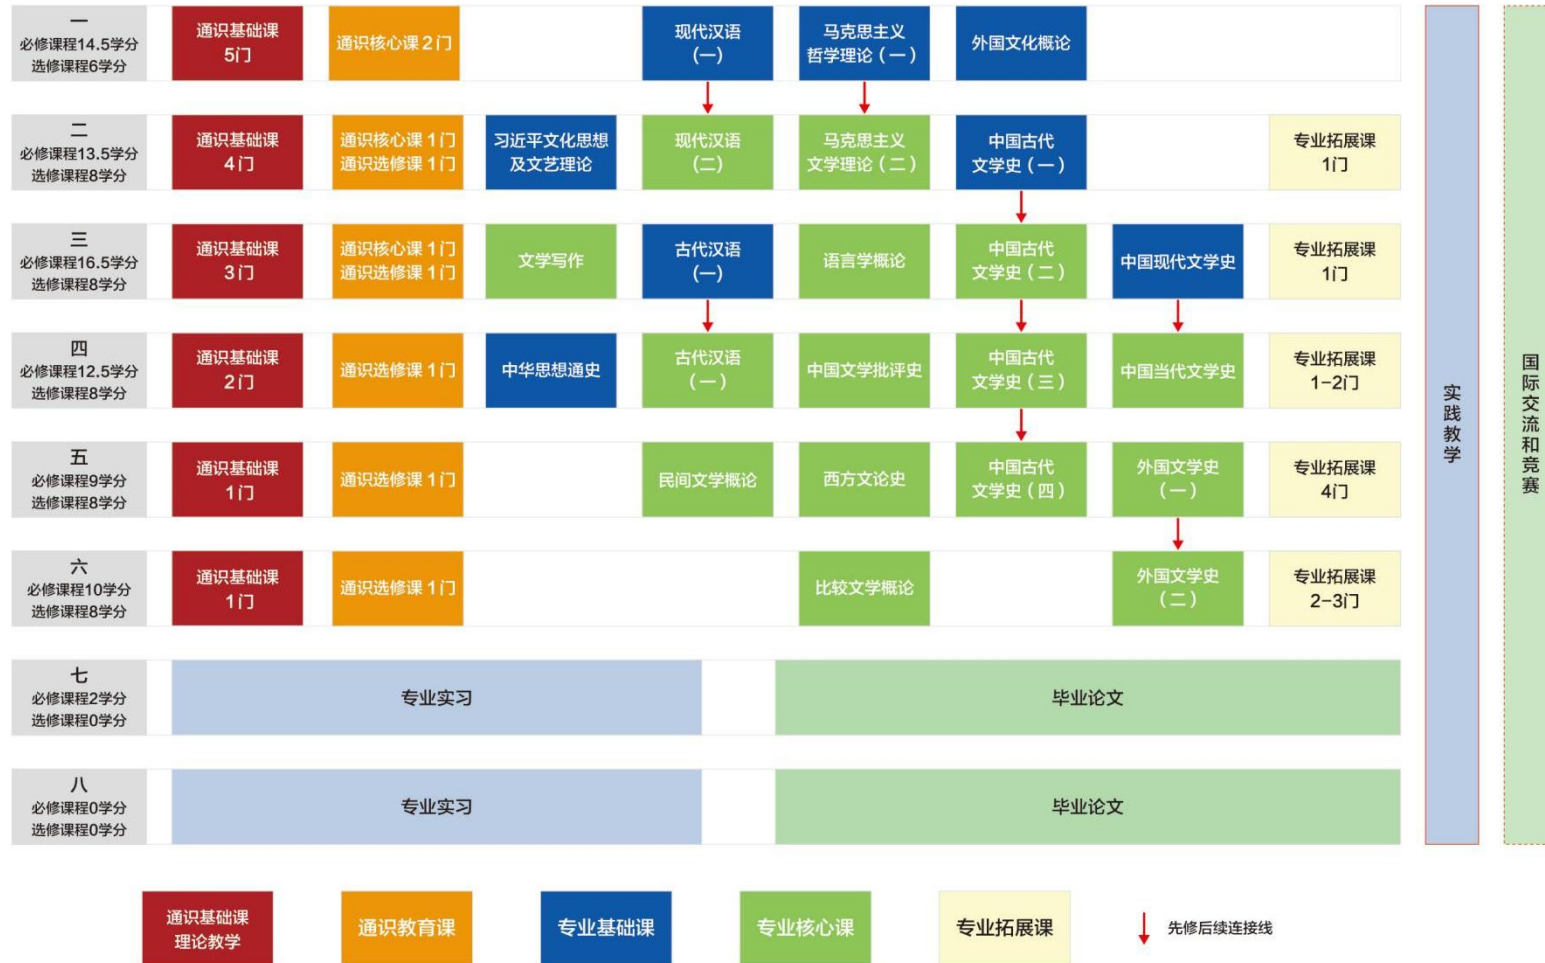 一
必修课程14.5学分
选修课程6学分
通识基础课
5门
通识核心课 2 门
现代汉语
(一)
马克思主义
哲学理论（一）
外国文化概论
二
必修课程13.5学分
选修课程8学分
通识基础课
4门
通识核心课 1 门
通识选修课 1 门
习近平文化思想
及文艺理论
现代汉语
(二)
马克思主义
文学理论（二）
中国古代
文学史（一）
专业拓展课
1门
三
必修课程16.5学分
选修课程8学分
通识基础课
3门
通识核心课 1 门
通识选修课 1 门
文学写作
古代汉语
(一)
语言学概论
中国古代
文学史（二）
中国现代文学史
专业拓展课
1门
四
必修课程12.5学分
选修课程8学分
通识基础课
2门
通识选修课 1 门
中华思想通史
古代汉语
（一）
中国文学批评史
中国古代
文学史（三）
中国当代文学史
专业拓展课
1-2门
五
必修课程9学分
选修课程8学分
通识基础课
1门
通识选修课 1 门
民间文学概论
西方文论史
中国古代
文学史（四）
外国文学史
（一）
专业拓展课
4门
六
必修课程10学分
选修课程8学分
通识基础课
1门
通识选修课 1 门
比较文学概论
外国文学史
（二）
专业拓展课
2-3门
七
必修课程2学分
选修课程0学分
专业实习
毕业论文
八
必修课程0学分
选修课程0学分
专业实习
毕业论文
实践教学
国际交流和竞赛
通识基础课
理论教学
通识教育课
专业基础课
专业核心课
专业拓展课
先修后续连接线